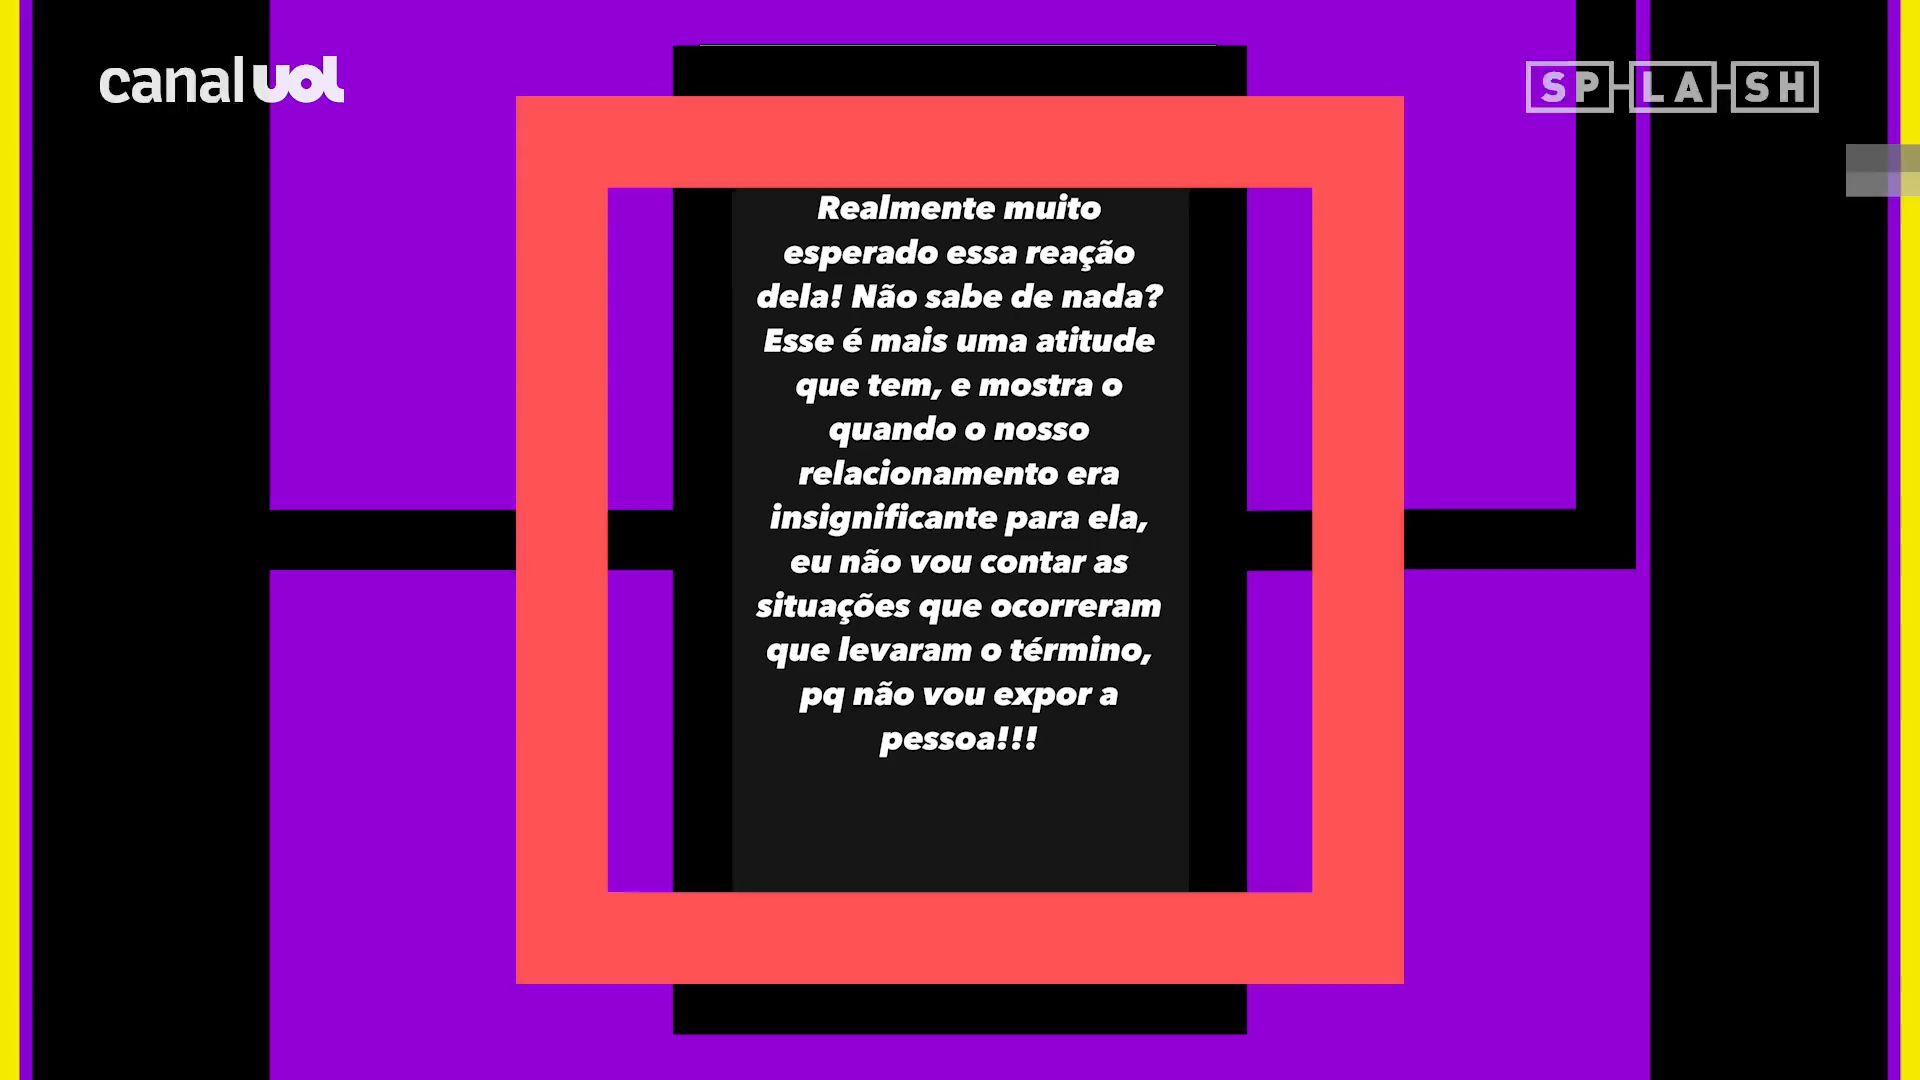 canal uol
SPLASH
Realmente muito
esperado essa reação
dela! Não sabe de nada?
Esse é mais uma atitude
que tem, e mostra o
quando o nosso
relacionamento era
insignificante para ela,
eu não vou contar as
situações que ocorreram
que levaram o término,
pq não vou expor a
pessoa!!!